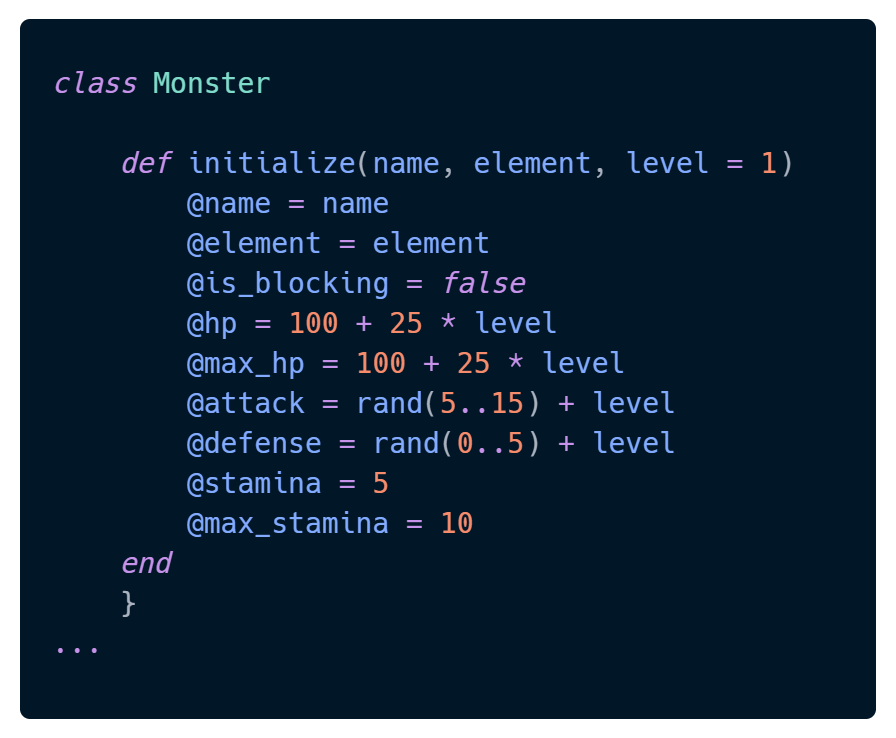 class Monster

    def initialize(name, element, level = 1)
        @name = name
        @element = element
        @is_blocking = false
        @hp = 100 + 25 * level
        @max_hp = 100 + 25 * level
        @attack = rand(5..15) + level
        @defense = rand(0..5) + level
        @stamina = 5
        @max_stamina = 10
    end
    }
...